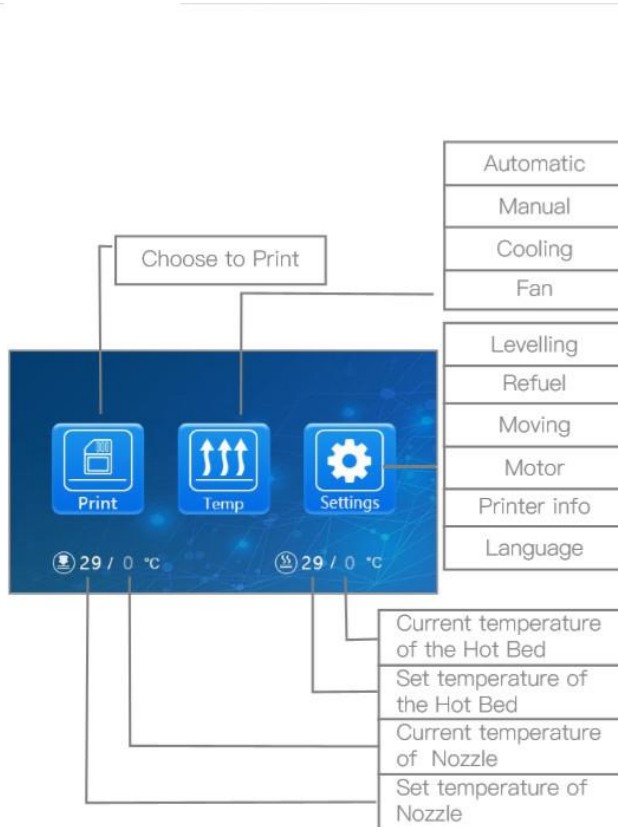 Automatic
Manual
Cooling
Fan
Choose to Print
Levelling
Refuel
Moving
Motor
Printer info
Language
Print
Temp
Settings
29 / 0 °C
29 / 0 °C
Current temperature
of the Hot Bed
Set temperature of
the Hot Bed
Current temperature
of Nozzle
Set temperature of
Nozzle